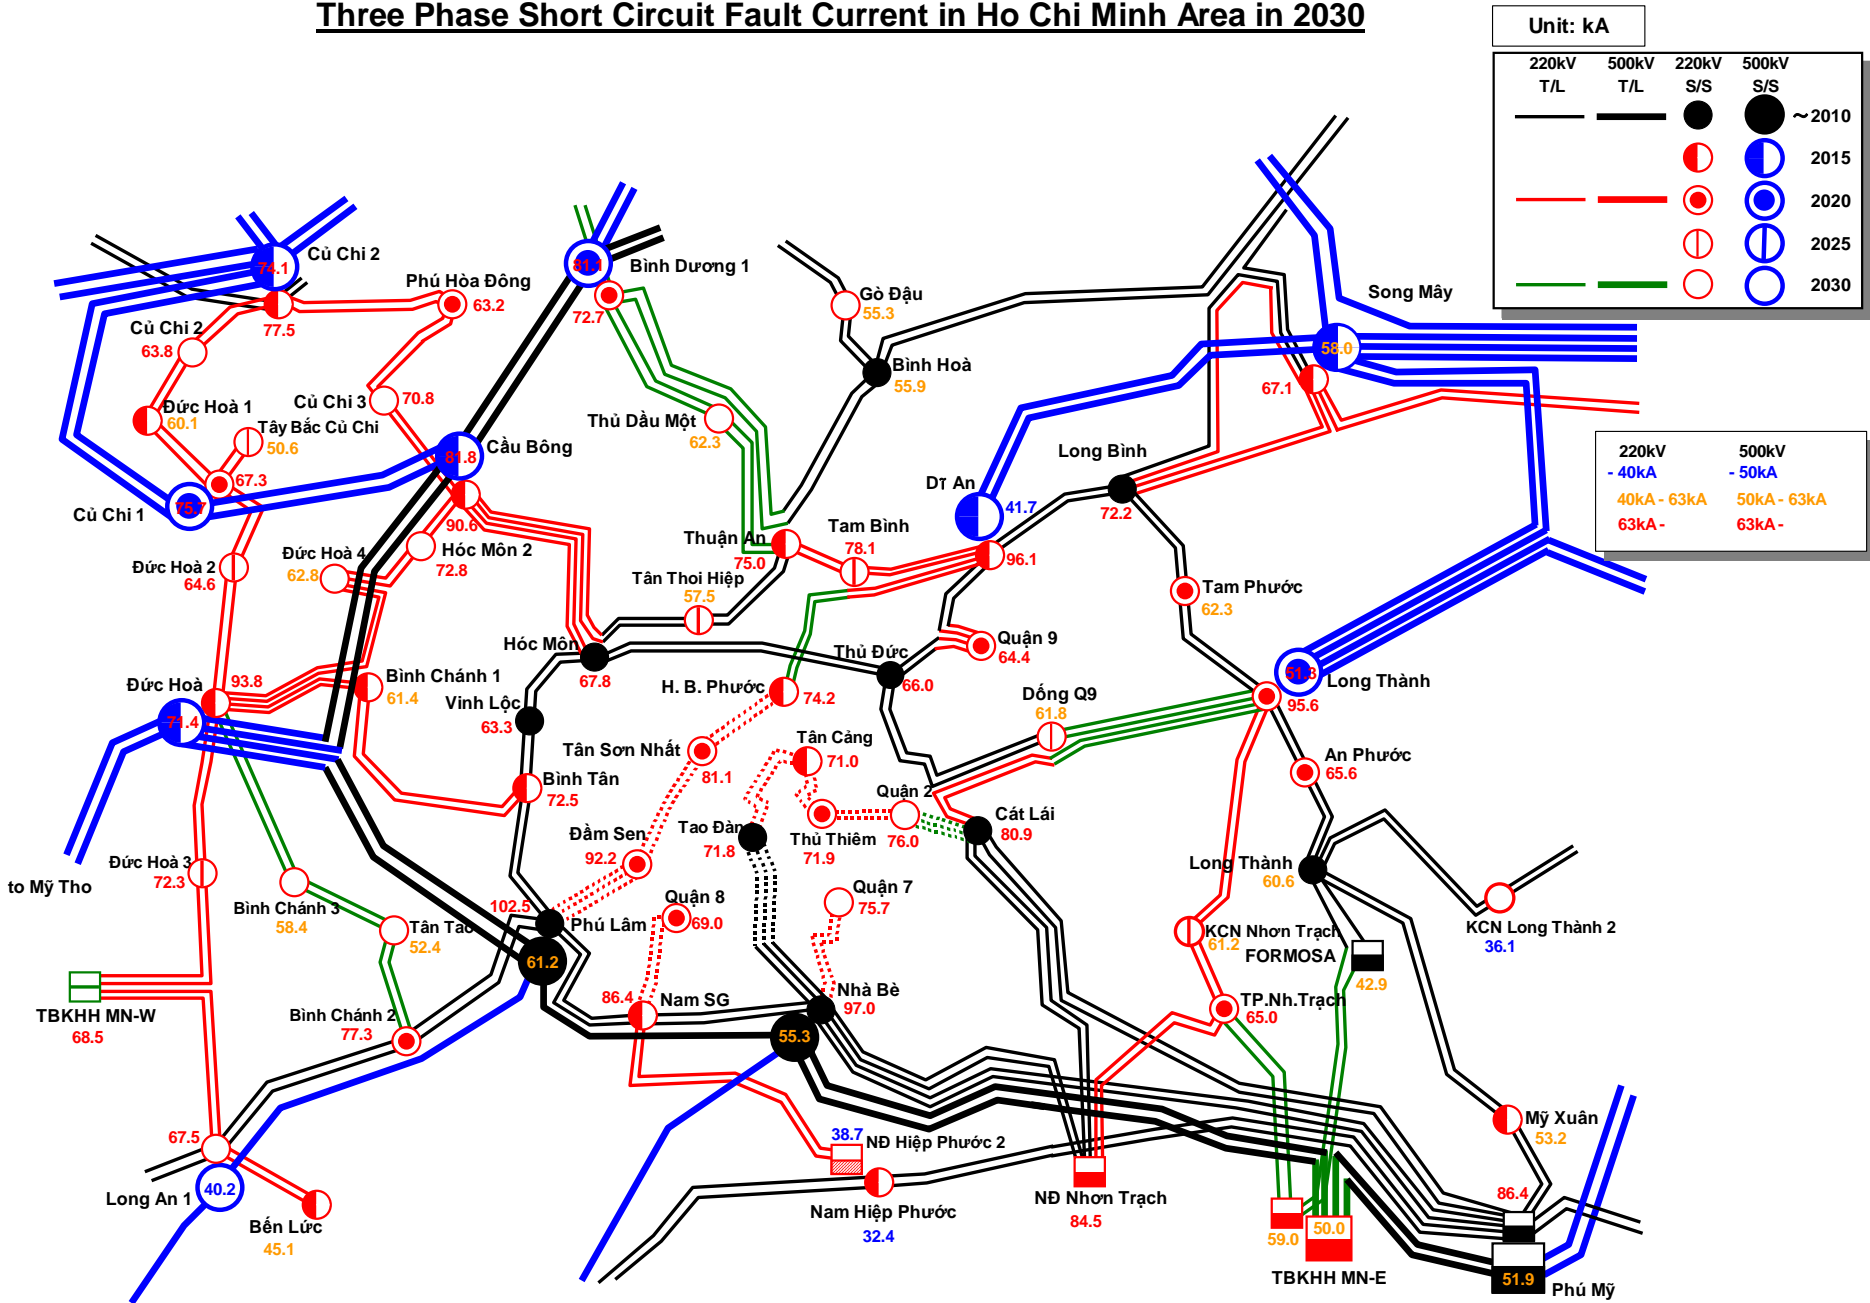 Three Phase Short Circuit Fault Current in Ho Chi Minh Area in 2030
Unit: kA
220kV 500kV 220kV 500kV
T/L T/L S/S S/S
~2010
2015
2020
2025
2030
220kV 500kV
- 40kA - 50kA
40kA - 63kA 50kA - 63kA
63kA - 63kA -
74.1
Củ Chi 2
77.5
Phú Hòa Đông
63.2
81.1
Bình Dương 1
72.7
Gò Đậu
55.3
Song Mây
58.0
67.1
Củ Chi 2
63.8
Bình Hoà
55.9
Củ Chi 3
70.8
Đức Hoà 1
60.1
Tây Bắc Củ Chi
50.6
Thủ Dầu Một
62.3
Cầu Bông
81.8
90.6
67.3
Long Bình
72.2
Dĩ An
41.7
Củ Chi 1
75.7
Đức Hoà 2
64.6
Đức Hoà 4
62.8
Hóc Môn 2
72.8
Thuận An
75.0
Tam Bình
78.1
96.1
Tân Thoi Hiệp
57.5
Tam Phước
62.3
Hóc Môn
67.8
Thủ Đức
66.0
Quận 9
64.4
Đức Hoà
93.8
71.4
Bình Chánh 1
61.4
Vinh Lộc
63.3
H. B. Phước
74.2
Dống Q9
61.8
51.3
Long Thành
95.6
Tân Sơn Nhất
81.1
Tân Cảng
71.0
An Phước
65.6
Bình Tân
72.5
Quận 2
76.0
Cát Lái
80.9
Đầm Sen
92.2
Tao Đàn
71.8
Thủ Thiêm
71.9
to Mỹ Tho
Đức Hoà 3
72.3
Long Thành
60.6
Bình Chánh 3
58.4
Tân Tao
52.4
102.5
Phú Lâm
61.2
Quận 8
69.0
Quận 7
75.7
KCN Nhơn Trạch
61.2
FORMOSA
42.9
KCN Long Thành 2
36.1
TBKHH MN-W
68.5
Bình Chánh 2
77.3
86.4
Nam SG
Nhà Bè
97.0
55.3
TP.Nh.Trạch
65.0
67.5
Long An 1
40.2
Bến Lức
45.1
38.7
NĐ Hiệp Phước 2
Nam Hiệp Phước
32.4
NĐ Nhơn Trạch
84.5
Mỹ Xuân
53.2
59.0
50.0
TBKHH MN-E
86.4
51.9
Phú Mỹ